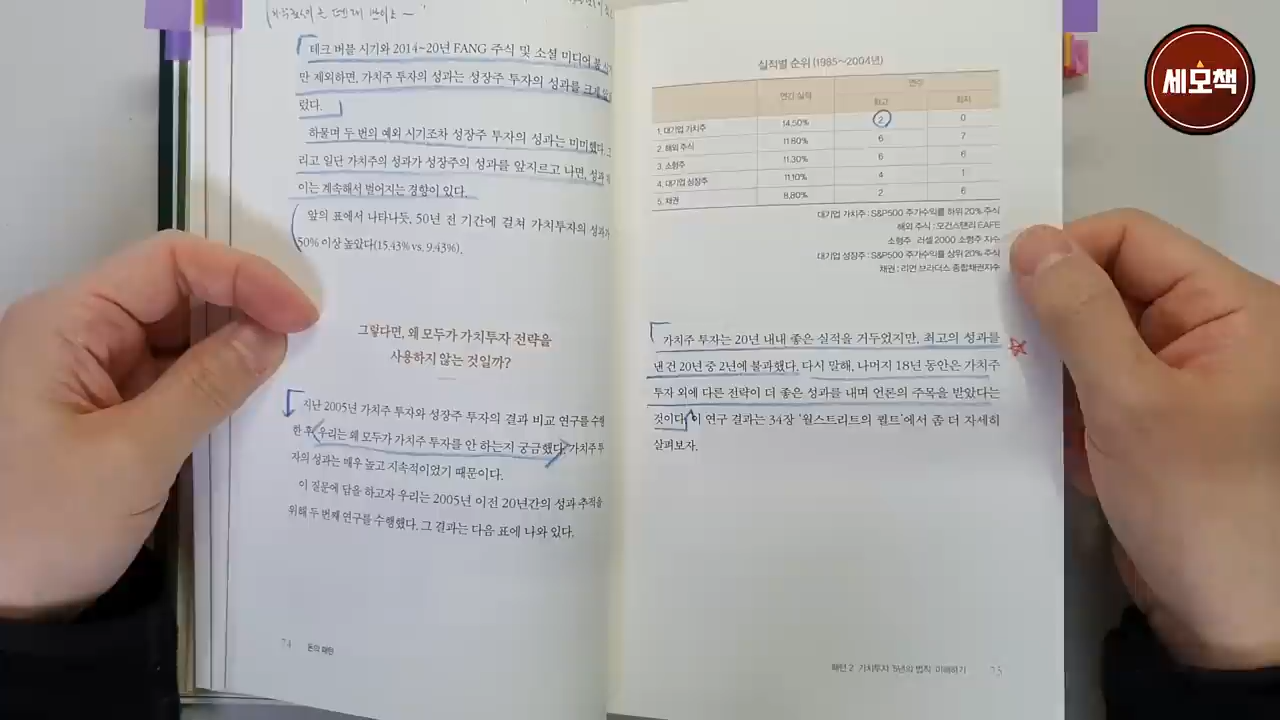 테크 버블 시기와 2014~20년 FANG 주식 및 소셜 미디어 붐
만 제외하면, 가치주 투자의 성과는 성장주 투자의 성과를 크게
렀다.
하물며 두 번의 예외 시기조차 성장주 투자의 성과는 미미했다.
리고 일단 가치주의 성과가 성장주의 성과를 앞지르고 나면, 성과
이는 계속해서 벌어지는 경향이 있다.
앞의 표에서 나타나듯, 50년 전 기간에 걸쳐 가치투자의 성과가
50% 이상 높았다(15.43% vs. 9.43%).
그렇다면, 왜 모두가 가치투자 전략을
사용하지 않는 것일까?
지난 2005년 가치주 투자와 성장주 투자의 결과 비교 연구를 수행
한 후 우리는 왜 모두가 가치주 투자를 안 하는지 궁금했다. 가치주 투
자의 성과는 매우 높고 지속적이었기 때문이다.
이 질문에 답을 하고자 우리는 2005년 이전 20년간의 성과 추적을
위해 두 번째 연구를 수행했다. 그 결과는 다음 표에 나와 있다.
74 돈의 패턴
실적별 순위 (1985~2004년)
연간 실적 연수
최고 최저
1. 대기업 가치주 14.50% 2 0
2. 해외 주식 11.80% 6 7
3. 소형주 11.30% 6 6
4. 대기업 성장주 11.10% 4 1
5. 채권 8.80% 2 6
대기업 가치주 : S&P500 주가수익률 하위 20% 주식
해외 주식 : 모건스탠리 EAFE
소형주 러셀 2000 소형주 지수
대기업 성장주 : S&P500 주가수익률 상위 20% 주식
채권 : 리먼 브라더스 종합채권지수
가치주 투자는 20년 내내 좋은 실적을 거두었지만, 최고의 성과를
낸 건 20년 중 2년에 불과했다. 다시 말해, 나머지 18년 동안은 가치주
투자 외에 다른 전략이 더 좋은 성과를 내며 언론의 주목을 받았다는
것이다. 이 연구 결과는 34장 '월스트리트의 퀼트'에서 좀 더 자세히
살펴보자.
패턴 2 가치투자 '5년의 법칙' 이해하기 75
세모책